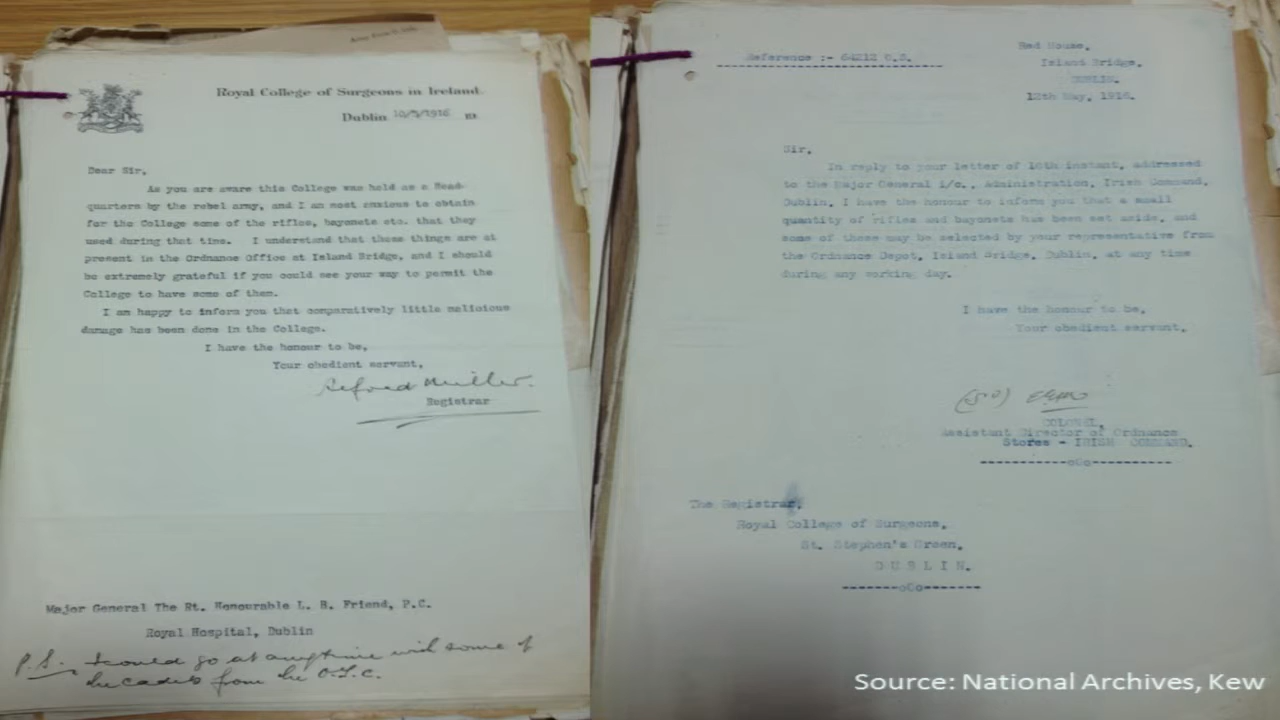 Royal College of Surgeons in Ireland.
Dublin 10/5/1916 19
Dear Sir,
As you are aware this College was held as a Head-
quarters by the rebel army, and I am most anxious to obtain
for the College some of the rifles, bayonets etc. that they
used during that time. I understand that these things are at
present in the Ordnance Office at Island Bridge, and I should
be extremely grateful if you could see your way to permit the
College to have some of them.
I am happy to inform you that comparatively little malicious
damage has been done in the College.
I have the honour to be,
Your obedient servant,
Alfred Miller.
Registrar
Major General The Rt. Honourable L. B. Friend, P.C.
Royal Hospital, Dublin
P.S. I could go at anytime with some of
the cadets from the O.T.C.
Reference :- 64212 O.S.
Red House,
Island Bridge,
DUBLIN.
12th May, 1916.
Sir,
In reply to your letter of 10th instant, addressed
to the Major General i/c., Administration, Irish Command,
Dublin, I have the honour to inform you that a small
quantity of rifles and bayonets has been set aside, and
some of these may be selected by your representative from
the Ordnance Depot, Island Bridge, Dublin, at any time
during any working day.
I have the honour to be,
Your obedient servant,
COLONEL,
Assistant Director of Ordnance
Stores - IRISH COMMAND.
--------oOo--------
The Registrar,
Royal College of Surgeons,
St. Stephen's Green,
D U B L I N.
-------oOo-------
Source: National Archives, Kew